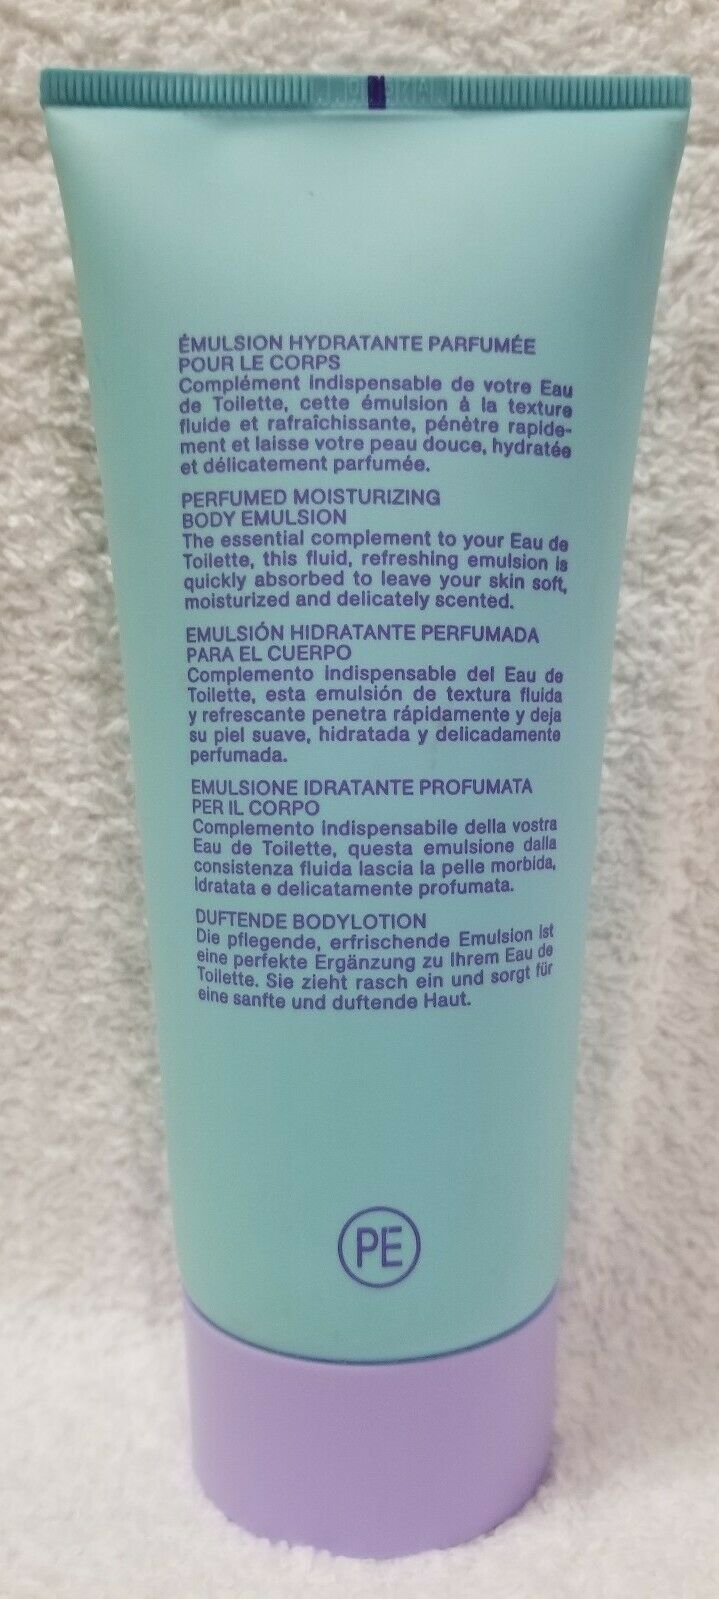 ÉMULSION HYDRATANTE PARFUMÉE
POUR LE CORPS
Complément indispensable de votre Eau
de Toilette, cette émulsion à la texture
fluide et rafraîchissante, pénètre rapide-
ment et laisse votre peau douce, hydratée
et délicatement parfumée.
PERFUMED MOISTURIZING
BODY EMULSION
The essential complement to your Eau de
Toilette, this fluid, refreshing emulsion is
quickly absorbed to leave your skin soft,
moisturized and delicately scented.
EMULSIÓN HIDRATANTE PERFUMADA
PARA EL CUERPO
Complemento indispensable del Eau de
Toilette, esta emulsión de textura fluida
y refrescante penetra rápidamente y deja
su piel suave, hidratada y delicadamente
perfumada.
EMULSIONE IDRATANTE PROFUMATA
PER IL CORPO
Complemento indispensabile della vostra
Eau de Toilette, questa emulsione dalla
consistenza fluida lascia la pelle morbida,
idratata e delicatamente profumata.
DUFTENDE BODYLOTION
Die pflegende, erfrischende Emulsion ist
eine perfekte Ergänzung zu Ihrem Eau de
Toilette. Sie zieht rasch ein und sorgt für
eine sanfte und duftende Haut.
PE